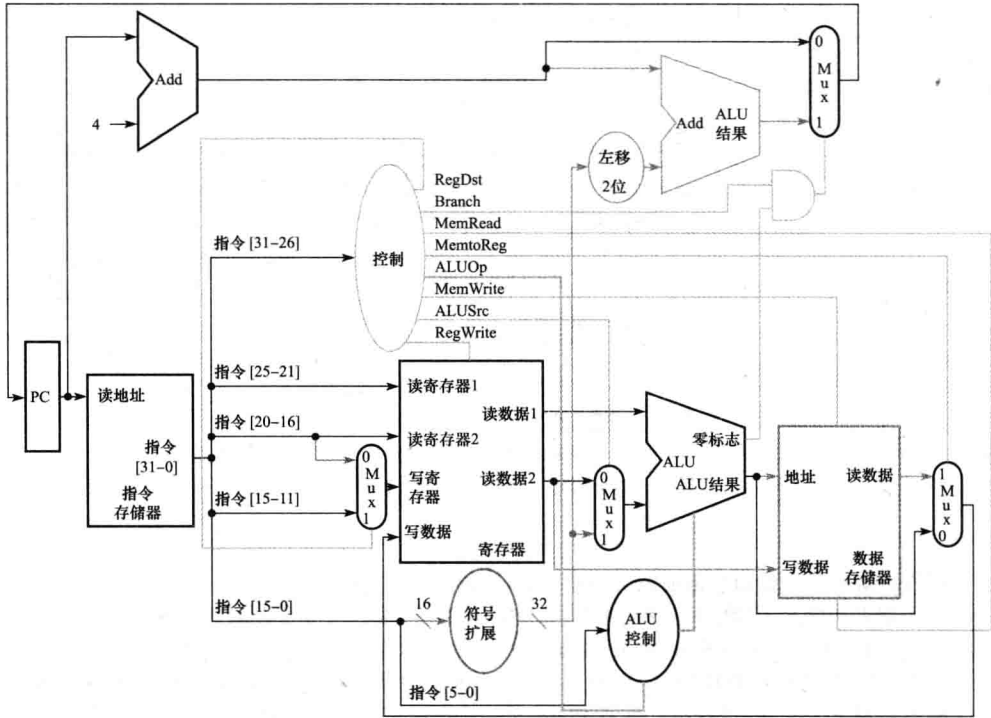 Add
4
0
Mux
1
Add
ALU
结果
左移
2位
RegDst
Branch
MemRead
MemtoReg
ALUOp
MemWrite
ALUSrc
RegWrite
控制
指令 [31-26]
PC
读地址
指令
[31-0]
指令
存储器
指令 [25-21]
指令 [20-16]
指令 [15-11]
指令 [15-0]
0
Mux
1
读寄存器1
读寄存器2
写寄
存器
写数据
读数据1
读数据2
寄存器
0
Mux
1
零标志
ALU
ALU结果
地址
读数据
写数据
数据
存储器
1
Mux
0
16
符号
扩展
32
ALU
控制
指令 [5-0]